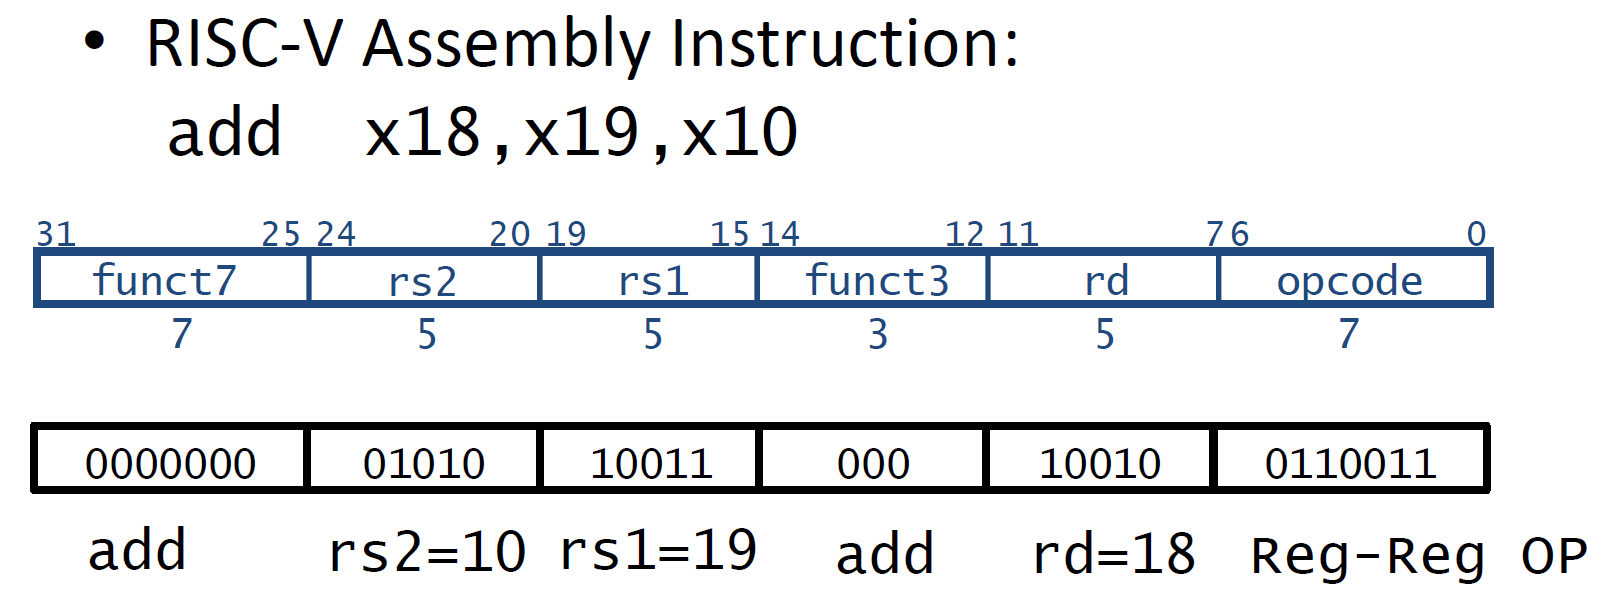 • RISC-V Assembly Instruction:
add x18,x19,x10
31 25 24 20 19 15 14 12 11 7 6 0
funct7 rs2 rs1 funct3 rd opcode
7 5 5 3 5 7
0000000 01010 10011 000 10010 0110011
add rs2=10 rs1=19 add rd=18 Reg-Reg OP